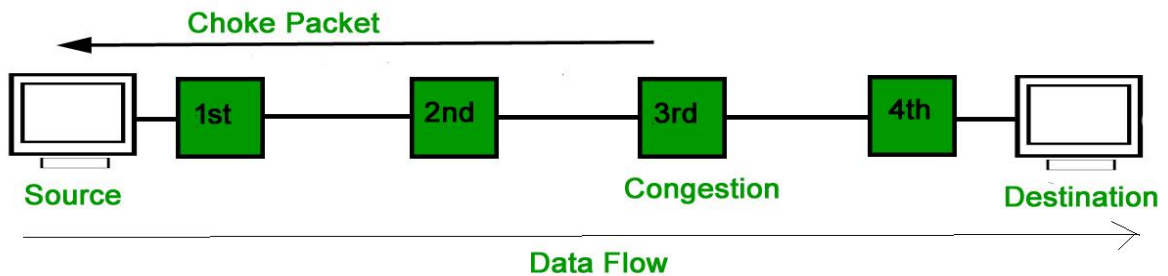 Choke Packet
1st
2nd
3rd
4th
Source
Congestion
Destination
Data Flow